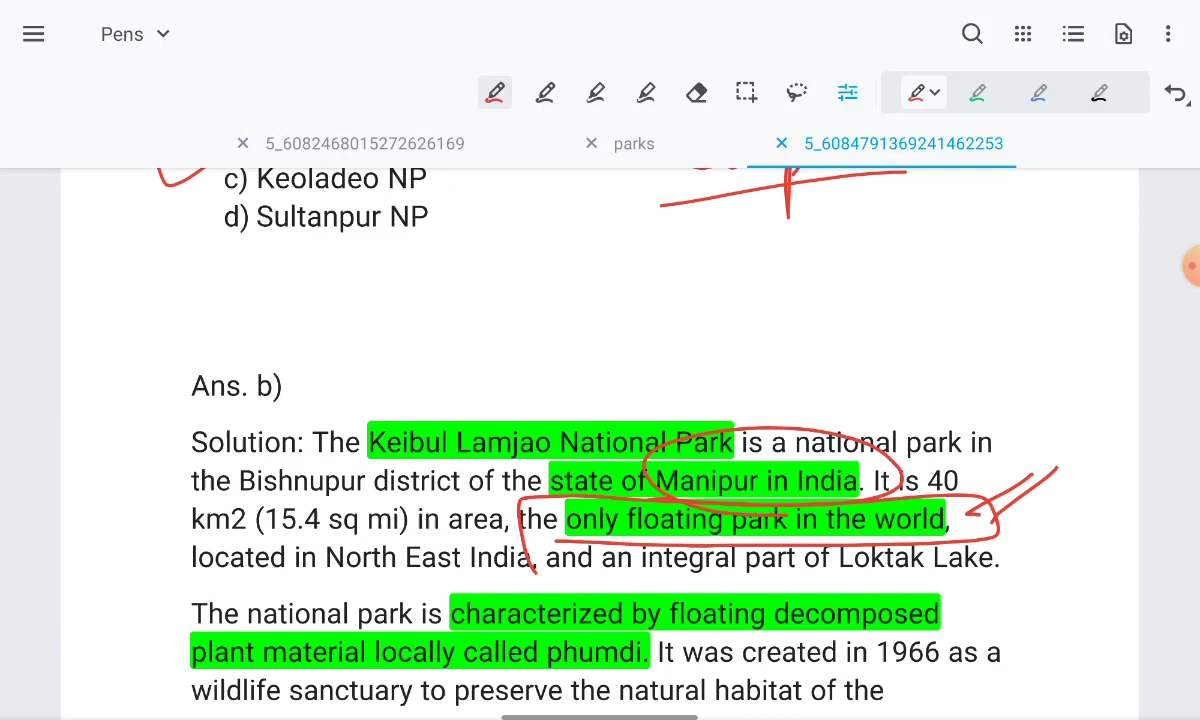 Pens
5_6082468015272626169
parks
5_6084791369241462253
c) Keoladeo NP
d) Sultanpur NP
Ans. b)
Solution: The Keibul Lamjao National Park is a national park in
the Bishnupur district of the state of Manipur in India. It is 40
km2 (15.4 sq mi) in area, the only floating park in the world,
located in North East India, and an integral part of Loktak Lake.
The national park is characterized by floating decomposed
plant material locally called phumdi. It was created in 1966 as a
wildlife sanctuary to preserve the natural habitat of the